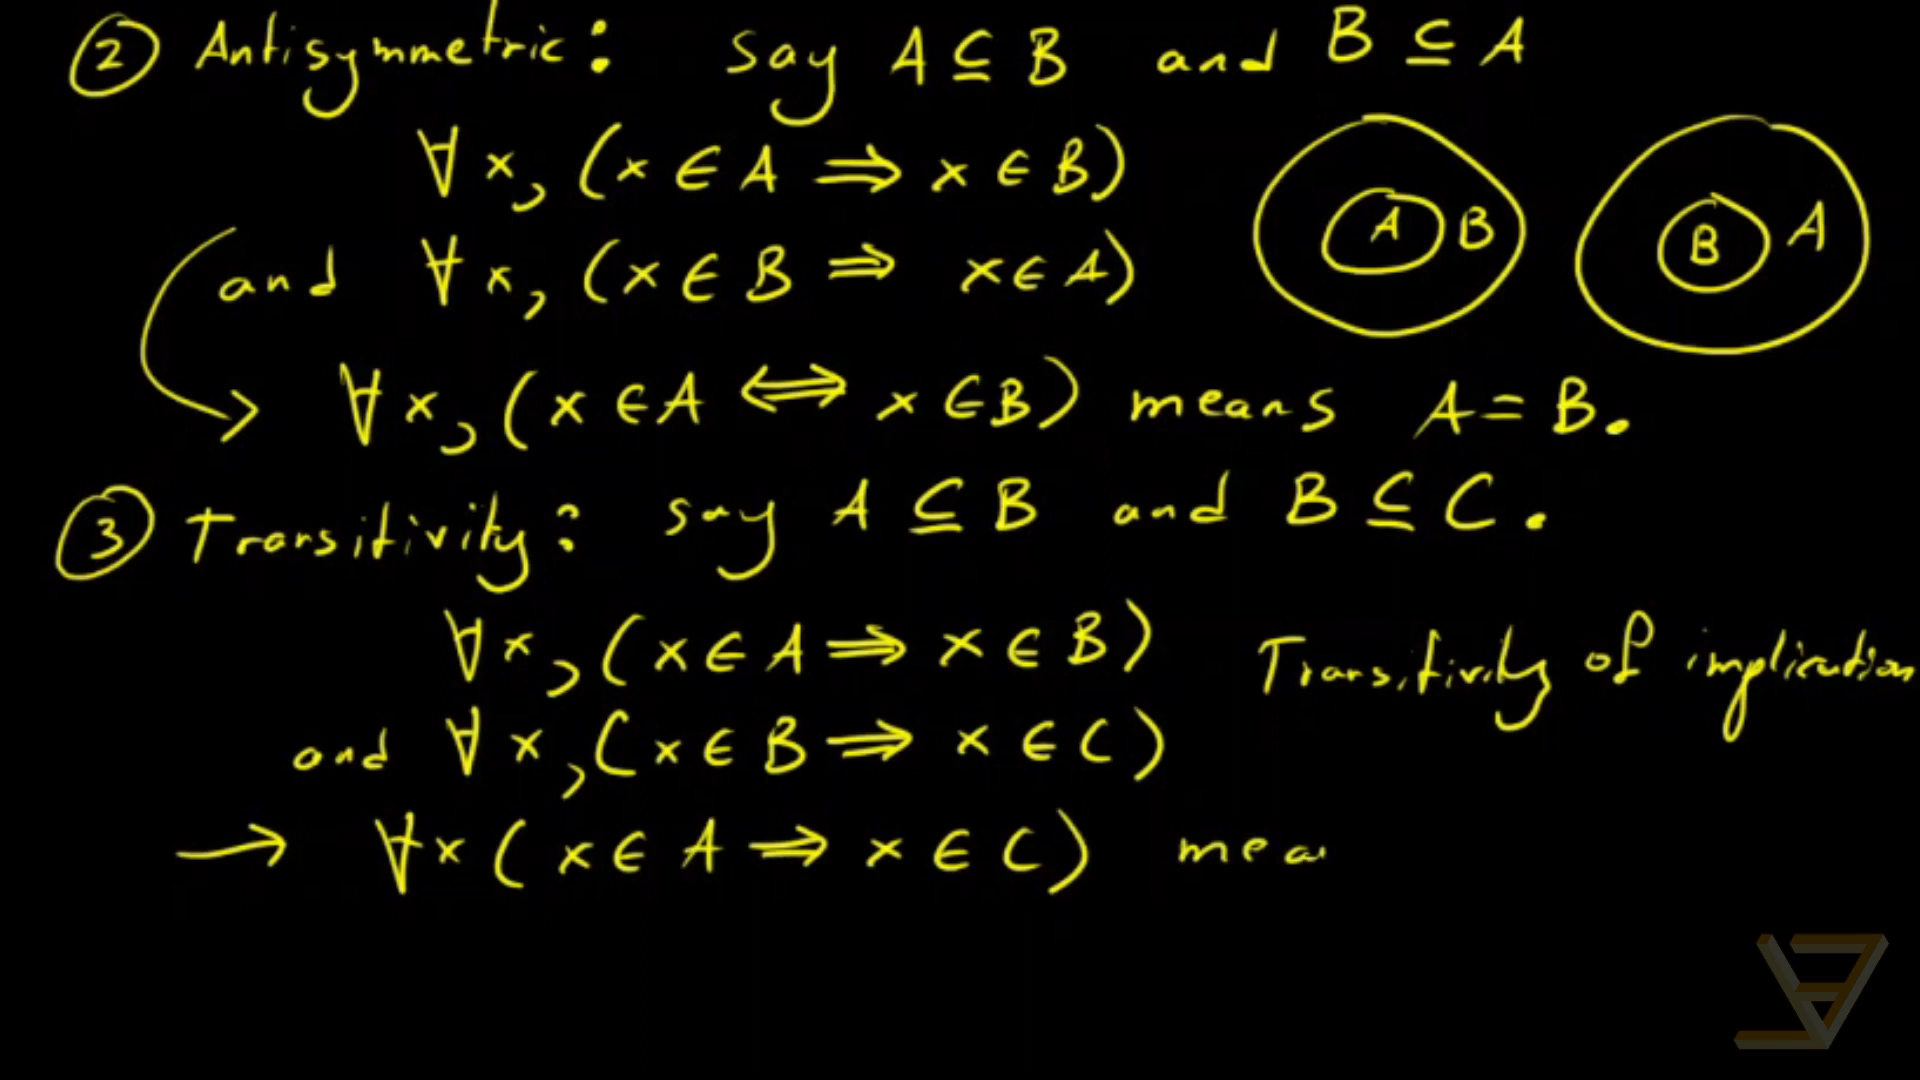 ② Antisymmetric: say A ⊆ B and B ⊆ A
∀x, (x ∈ A ⟹ x ∈ B)
A B
B A
and ∀x, (x ∈ B ⟹ x ∈ A)
→ ∀x, (x ∈ A ⟺ x ∈ B) means A = B.
③ Transitivity: say A ⊆ B and B ⊆ C.
∀x, (x ∈ A ⟹ x ∈ B) Transitivity of implication
and ∀x, (x ∈ B ⟹ x ∈ C)
→ ∀x (x ∈ A ⟹ x ∈ C) mea